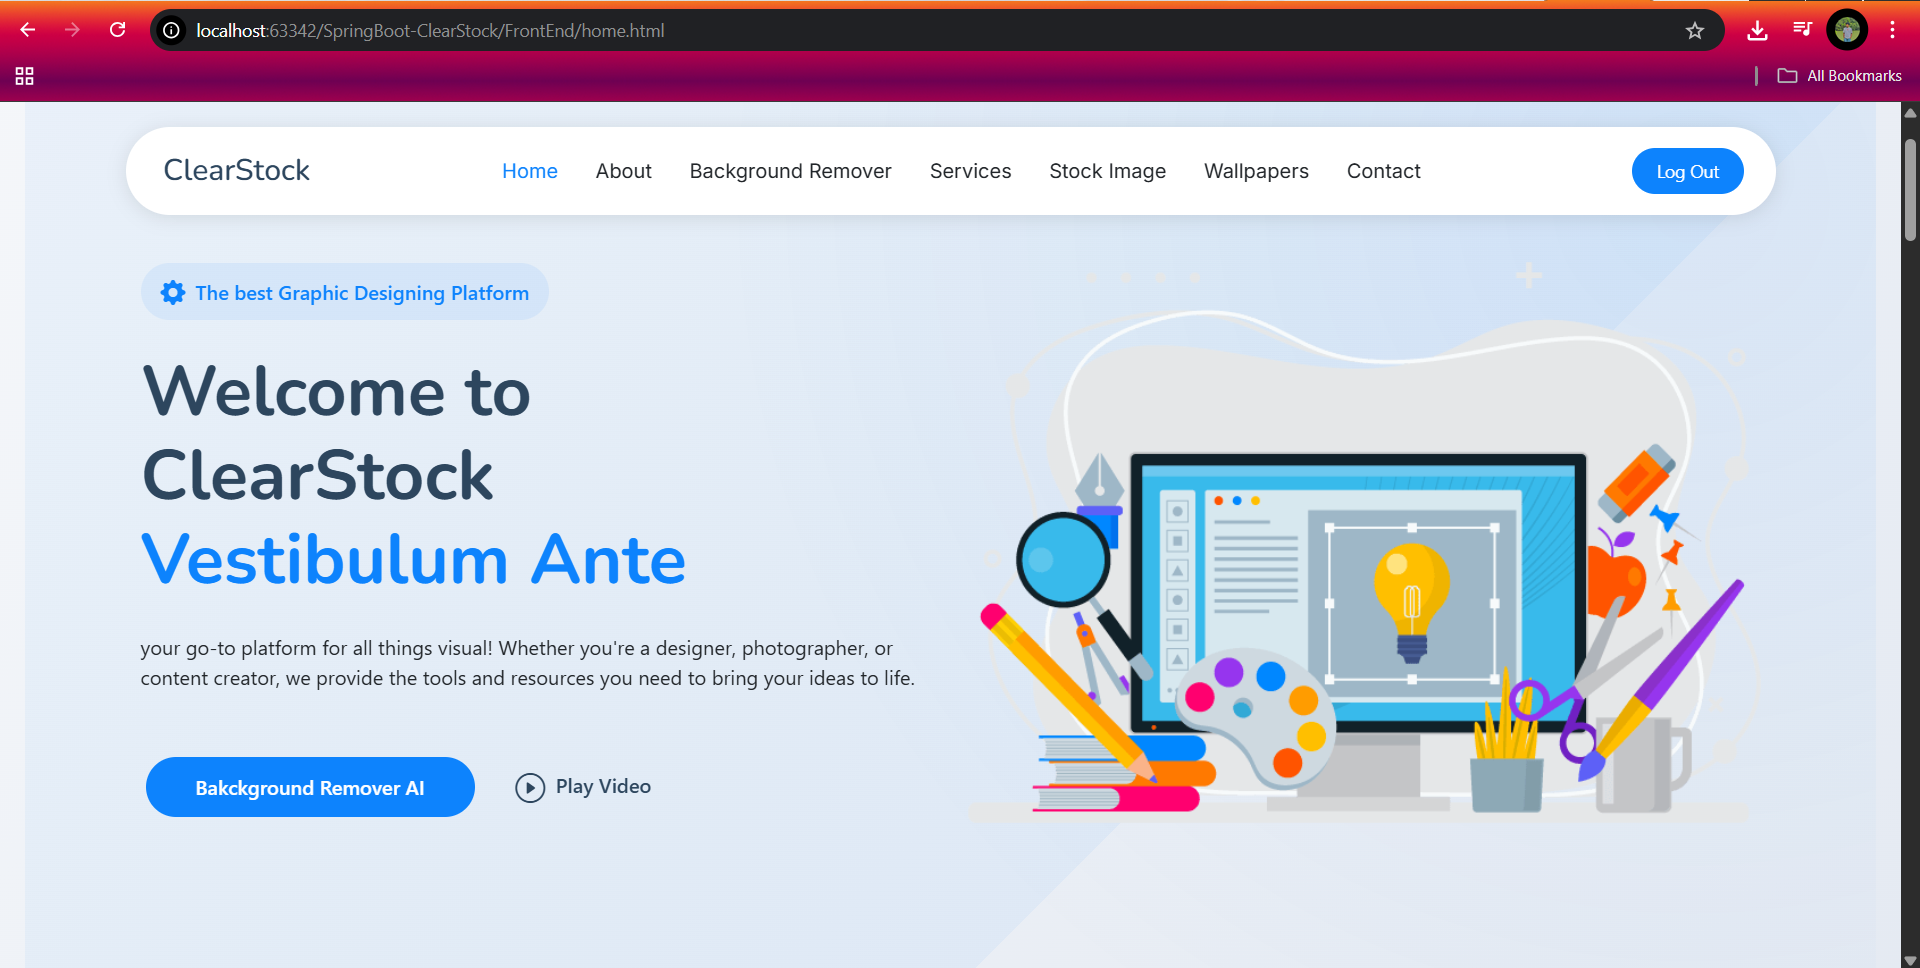 localhost:63342/SpringBoot-ClearStock/FrontEnd/home.html
All Bookmarks
ClearStock
Home About Background Remover Services Stock Image Wallpapers Contact
Log Out
The best Graphic Designing Platform
Welcome to
ClearStock
Vestibulum Ante
your go-to platform for all things visual! Whether you're a designer, photographer, or
content creator, we provide the tools and resources you need to bring your ideas to life.
Bakckground Remover AI
Play Video